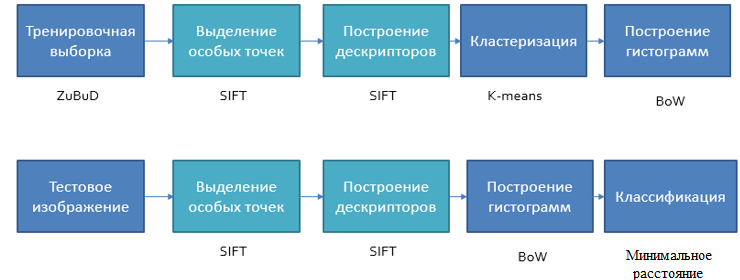 Тренировочная
выборка
Выделение
особых точек
Построение
дескрипторов
Кластеризация
Построение
гистограмм
ZuBuD
SIFT
SIFT
K-means
BoW
Тестовое
изображение
Выделение
особых точек
Построение
дескрипторов
Построение
гистограмм
Классификация
SIFT
SIFT
BoW
Минимальное
расстояние